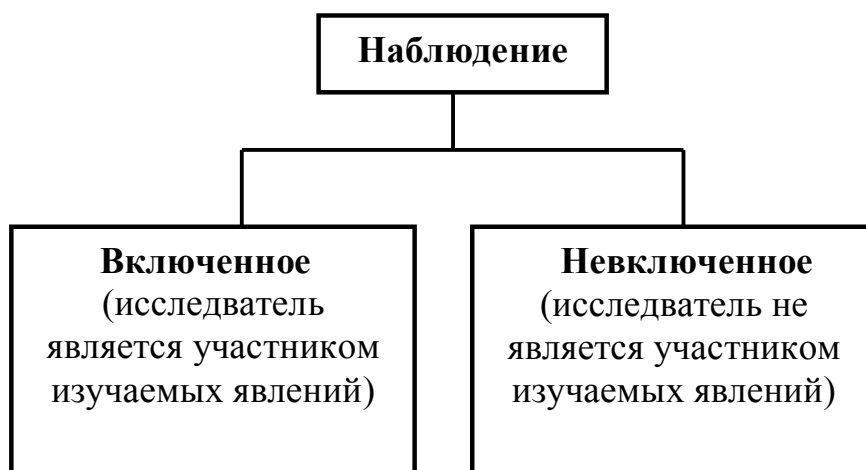 Наблюдение
Включенное
(исследватель
является участником
изучаемых явлений)
Невключенное
(исследватель не
является участником
изучаемых явлений)